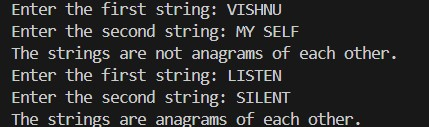 Enter the first string: VISHNU
Enter the second string: MY SELF
The strings are not anagrams of each other.
Enter the first string: LISTEN
Enter the second string: SILENT
The strings are anagrams of each other.